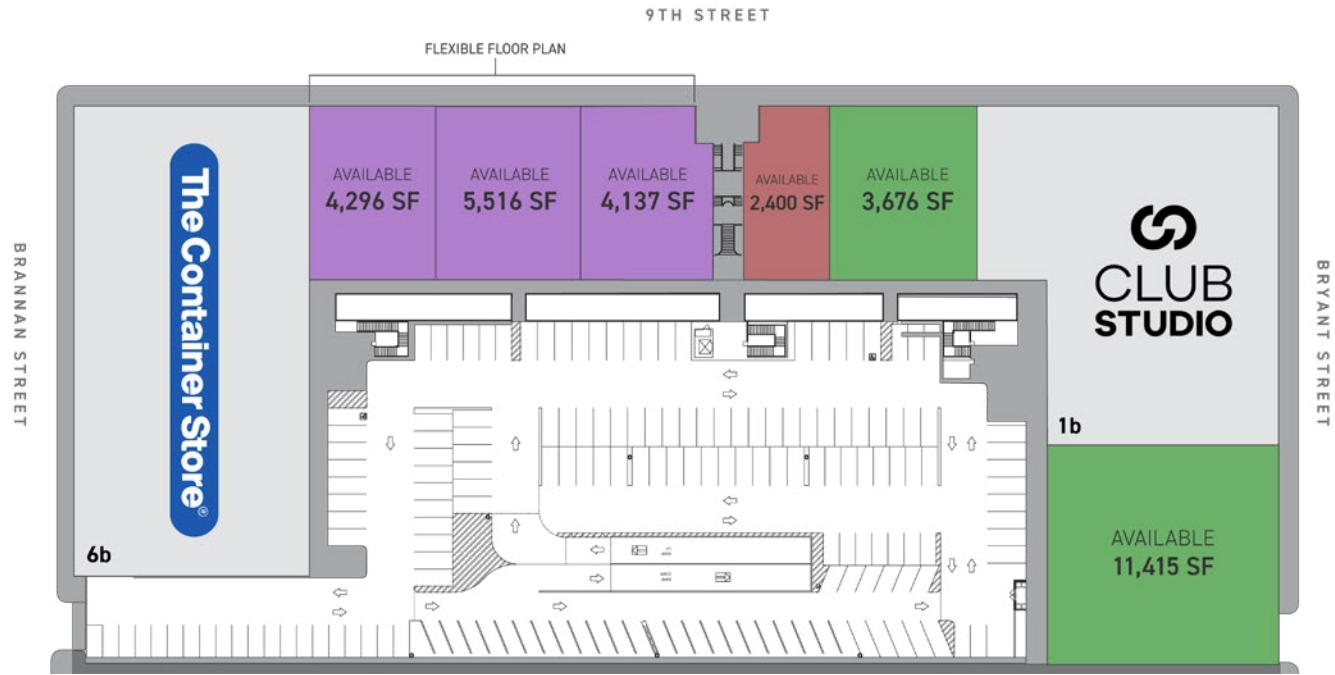 9TH STREET
FLEXIBLE FLOOR PLAN
The Container Store®
6b
BRANNAN STREET
AVAILABLE
4,296 SF
AVAILABLE
5,516 SF
AVAILABLE
4,137 SF
AVAILABLE
2,400 SF
AVAILABLE
3,676 SF
CLUB
STUDIO
1b
BRYANT STREET
AVAILABLE
11,415 SF